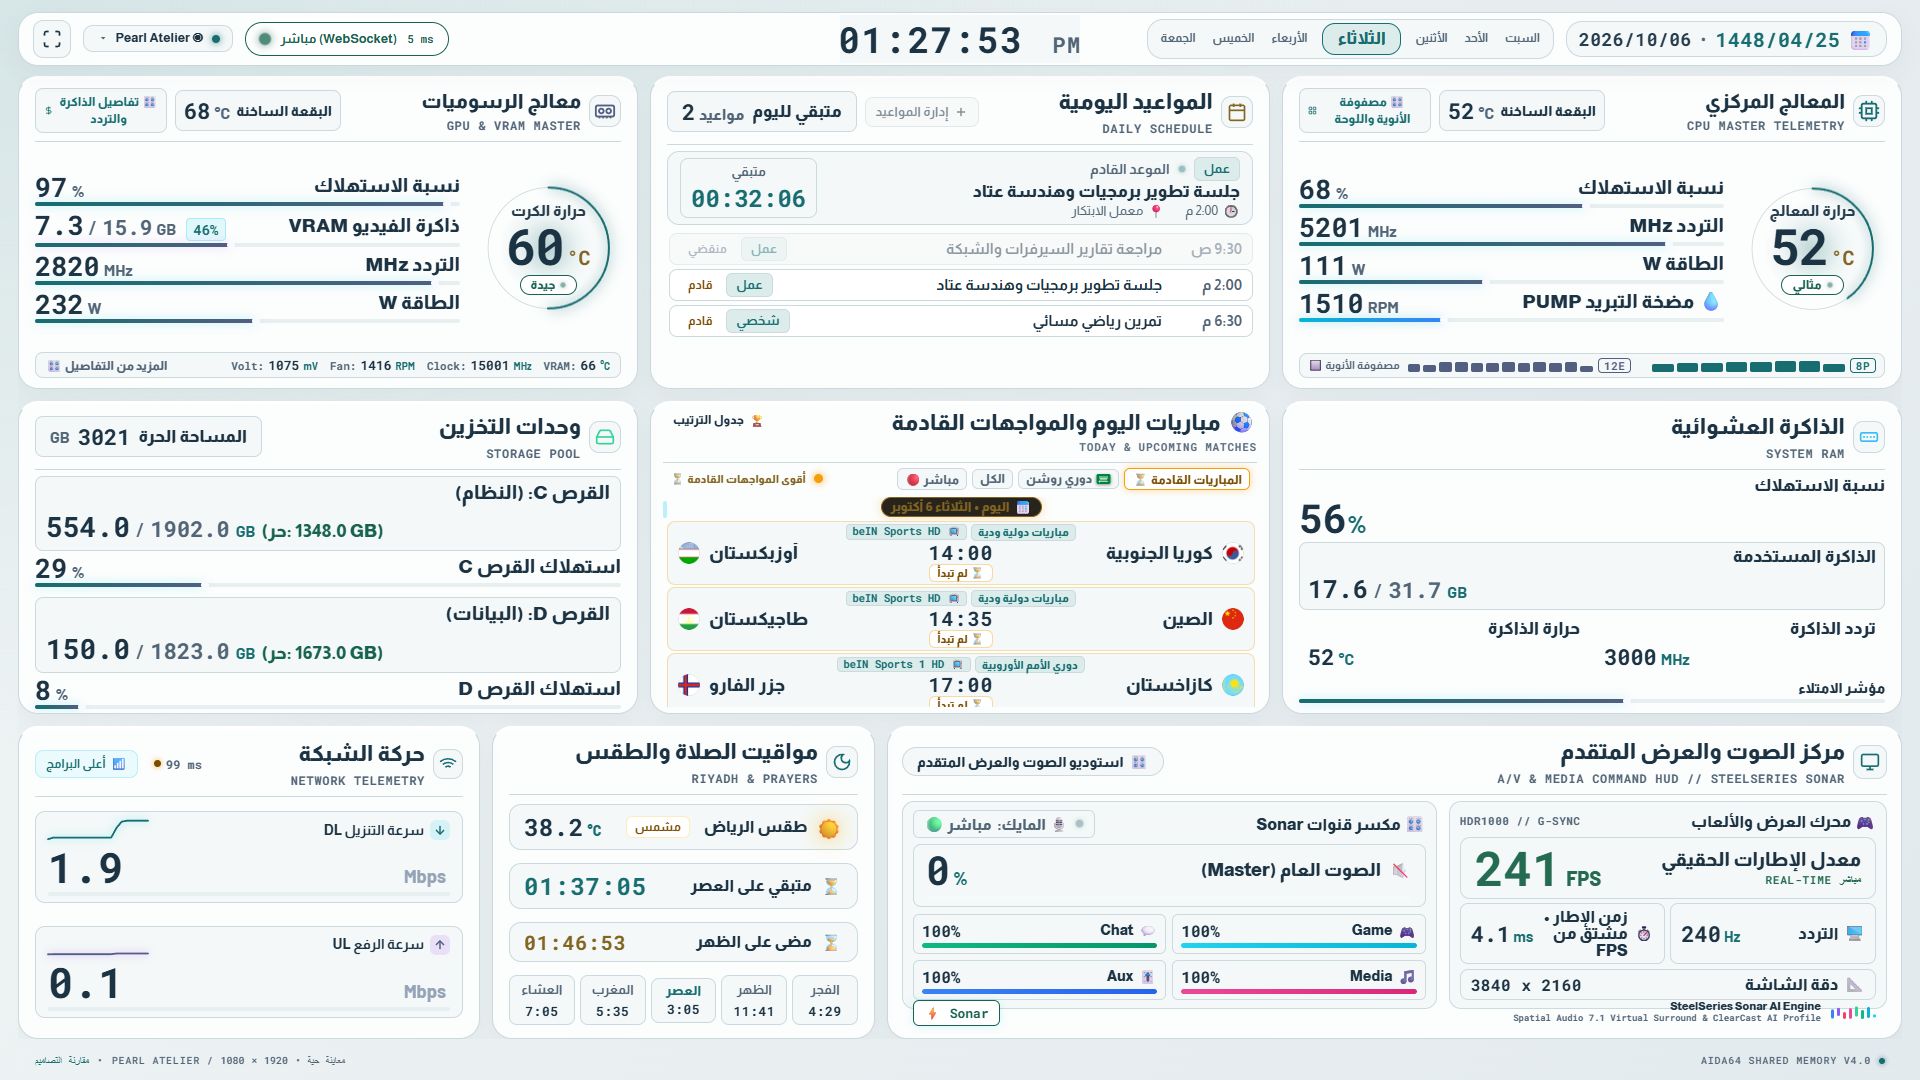 2026/10/06 · 1448/04/25
السبت الأحد الأثنين الثلاثاء الأربعاء الخميس الجمعة
01:27:53 PM
مباشر (WebSocket) 5 ms
Pearl Atelier
المعالج المركزي
CPU MASTER TELEMETRY
البقعة الساخنة 52 °C
مصفوفة الأنوية واللوحة
حرارة المعالج
52 °C
مثالي
نسبة الاستهلاك 68 %
التردد MHz 5201 MHz
الطاقة W 111 W
مضخة التبريد PUMP 1510 RPM
8P 12E مصفوفة الأنوية
المواعيد اليومية
DAILY SCHEDULE
+ إدارة المواعيد
متبقي لليوم 2 مواعيد
عمل الموعد القادم
جلسة تطوير برمجيات وهندسة عتاد
2:00 م معمل الابتكار
متبقي
00:32:06
9:30 ص مراجعة تقارير السيرفرات والشبكة عمل منقضي
2:00 م جلسة تطوير برمجيات وهندسة عتاد عمل قادم
6:30 م تمرين رياضي مسائي شخصي قادم
معالج الرسوميات
GPU & VRAM MASTER
البقعة الساخنة 68 °C
تفاصيل الذاكرة والتردد $
حرارة الكرت
60 °C
جيدة
نسبة الاستهلاك 97 %
ذاكرة الفيديو VRAM 7.3 / 15.9 GB 46%
التردد MHz 2820 MHz
الطاقة W 232 W
المزيد من التفاصيل Volt: 1075 mV Fan: 1416 RPM Clock: 15001 MHz VRAM: 66 °C
الذاكرة العشوائية
SYSTEM RAM
نسبة الاستهلاك
56%
الذاكرة المستخدمة
17.6 / 31.7 GB
تردد الذاكرة
3000 MHz
حرارة الذاكرة
52 °C
مؤشر الامتلاء
مباريات اليوم والمواجهات القادمة
TODAY & UPCOMING MATCHES
جدول الترتيب
المباريات القادمة دوري روشن الكل مباشر
أقوى المواجهات القادمة
اليوم • الثلاثاء 6 أكتوبر
مباريات دولية ودية beIN Sports HD
كوريا الجنوبية 14:00 أوزبكستان
لم تبدأ
مباريات دولية ودية beIN Sports HD
الصين 14:35 طاجيكستان
لم تبدأ
دوري الأمم الأوروبية beIN Sports 1 HD
كازاخستان 17:00 جزر الفارو
لم تبدأ
وحدات التخزين
STORAGE POOL
المساحة الحرة 3021 GB
القرص C: (النظام)
554.0 / 1902.0 GB (حر: 1348.0 GB)
استهلاك القرص C 29 %
القرص D: (البيانات)
150.0 / 1823.0 GB (حر: 1673.0 GB)
استهلاك القرص D 8 %
مركز الصوت والعرض المتقدم
A/V & MEDIA COMMAND HUD // STEELSERIES SONAR
استوديو الصوت والعرض المتقدم
محرك العرض والألعاب
HDR1000 // G-SYNC
معدل الإطارات الحقيقي
REAL-TIME مباشر
241 FPS
التردد 240 Hz
زمن الإطار • مشتق من FPS 4.1 ms
دقة الشاشة 3840 x 2160
SteelSeries Sonar AI Engine
Spatial Audio 7.1 Virtual Surround & ClearCast AI Profile
مكسر قنوات Sonar
المايك: مباشر
الصوت العام (Master) 0 %
Game 100%
Chat 100%
Media 100%
Aux 100%
Sonar
مواقيت الصلاة والطقس
RIYADH & PRAYERS
طقس الرياض مشمس 38.2 °C
متبقي على العصر 01:37:05
مضى على الظهر 01:46:53
الفجر الظهر العصر المغرب العشاء
4:29 11:41 3:05 5:35 7:05
حركة الشبكة
NETWORK TELEMETRY
99 ms
أعلى البرامج
سرعة التنزيل DL
1.9 Mbps
سرعة الرفع UL
0.1 Mbps
AIDA64 SHARED MEMORY V4.0
معاينة حية • PEARL ATELIER / 1080 × 1920 • مقارنة التصاميم